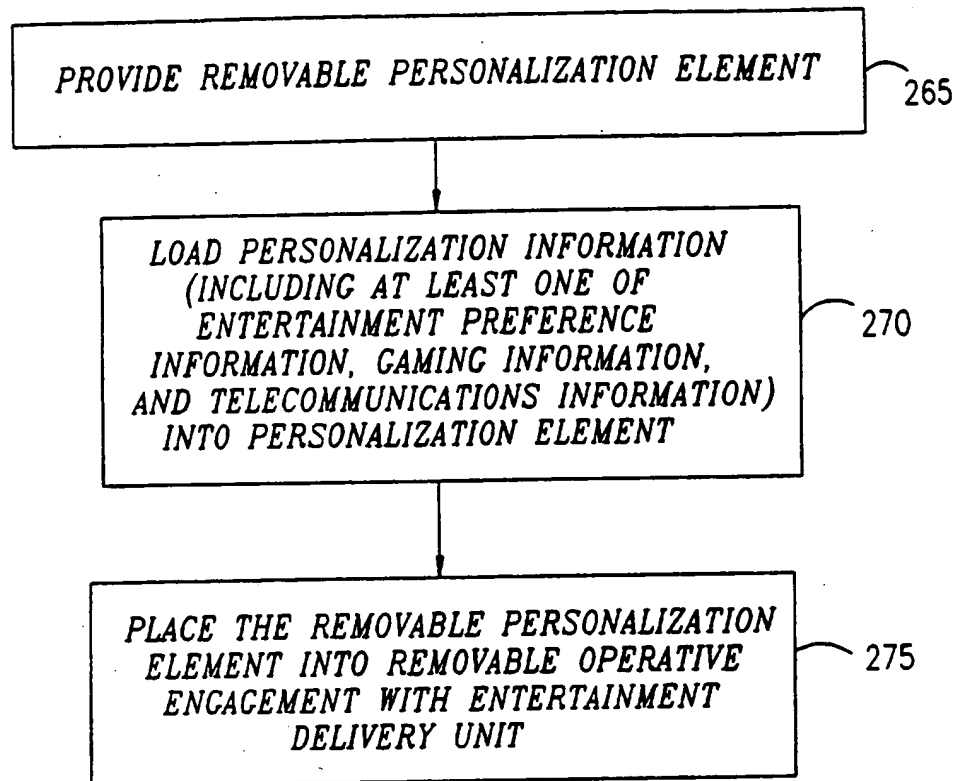 PROVIDE REMOVABLE PERSONALIZATION ELEMENT
265
LOAD PERSONALIZATION INFORMATION
(INCLUDING AT LEAST ONE OF
ENTERTAINMENT PREFERENCE
INFORMATION, GAMING INFORMATION,
AND TELECOMMUNICATIONS INFORMATION)
INTO PERSONALIZATION ELEMENT
270
PLACE THE REMOVABLE PERSONALIZATION
ELEMENT INTO REMOVABLE OPERATIVE
ENGAGEMENT WITH ENTERTAINMENT
DELIVERY UNIT
275